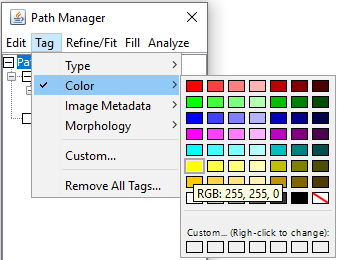 Path Manager
Edit Tag Refine/Fit Fill Analyze
Pat
Type
Color
Image Metadata
Morphology
Custom...
Remove All Tags...
RGB: 255, 255, 0
Custom... (Righ-click to change):